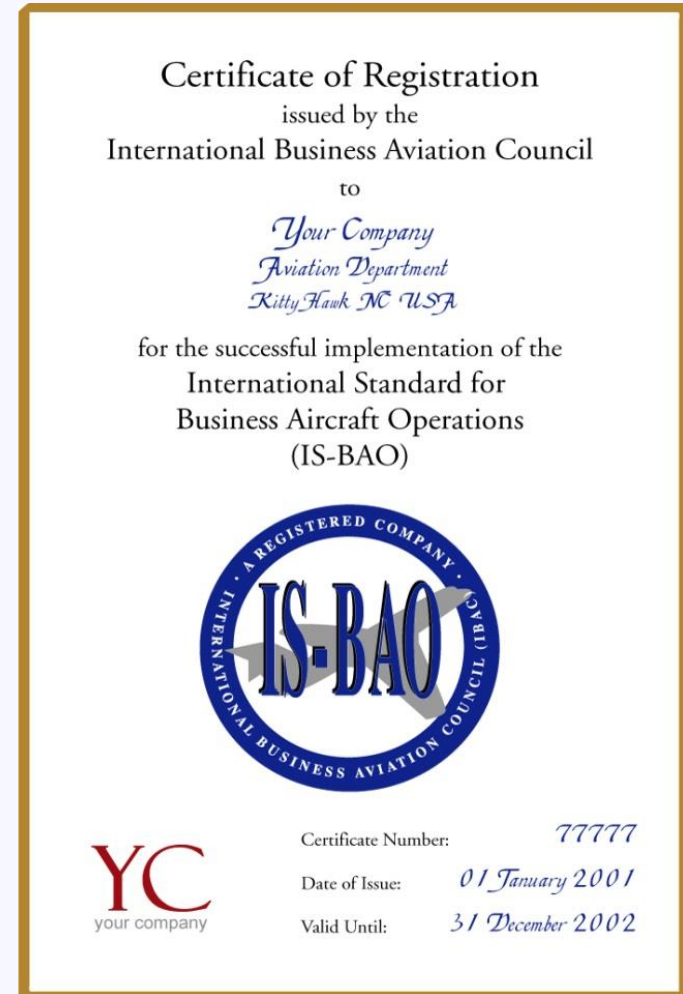 Certificate of Registration
issued by the
International Business Aviation Council
to
Your Company
Aviation Department
Kitty Hawk NC USA
for the successful implementation of the
International Standard for
Business Aircraft Operations
(IS-BAO)
· A REGISTERED COMPANY ·
IS-BAO
INTERNATIONAL BUSINESS AVIATION COUNCIL (IBAC)
YC
your company
Certificate Number: 77777
Date of Issue: 01 January 2001
Valid Until: 31 December 2002